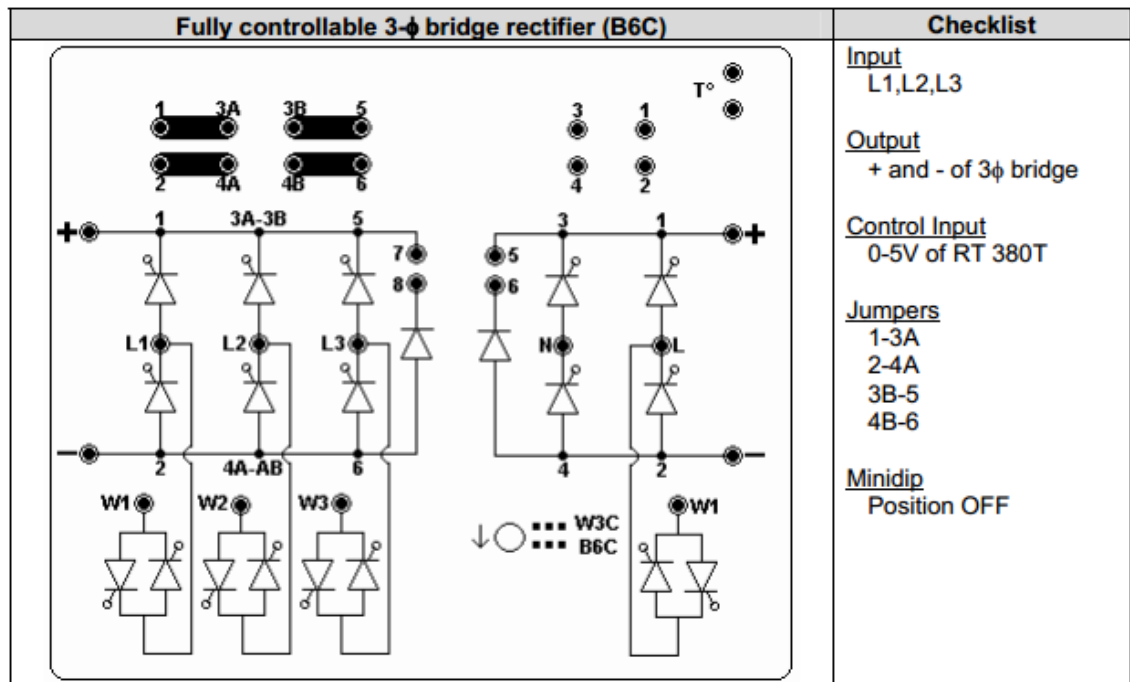 Fully controllable 3-ϕ bridge rectifier (B6C)
Checklist
T°
1 3A 3B 5
3 1
2 4A 4B 6
4 2
1 3A-3B 5
3 1
+
+
7
5
8
6
L1 L2 L3
N L
-
-
2 4A-AB 6
4 2
W1 W2 W3
W1
W3C
B6C
Input
L1,L2,L3
Output
+ and - of 3ϕ bridge
Control Input
0-5V of RT 380T
Jumpers
1-3A
2-4A
3B-5
4B-6
Minidip
Position OFF